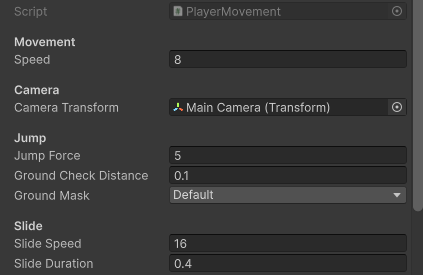 Script PlayerMovement
Movement
Speed 8
Camera
Camera Transform Main Camera (Transform)
Jump
Jump Force 5
Ground Check Distance 0.1
Ground Mask Default
Slide
Slide Speed 16
Slide Duration 0.4